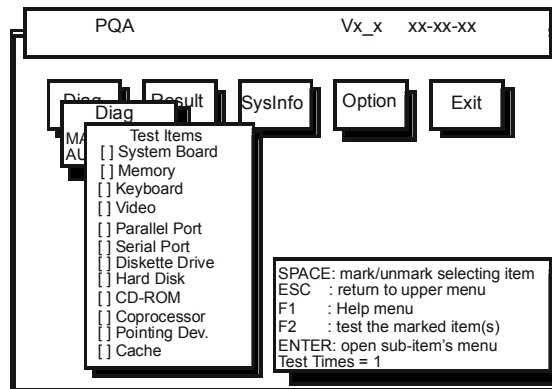 PQA Vx_x xx-xx-xx
Diag Result SysInfo Option Exit
Diag
MA
AU
Test Items
[ ] System Board
[ ] Memory
[ ] Keyboard
[ ] Video
[ ] Parallel Port
[ ] Serial Port
[ ] Diskette Drive
[ ] Hard Disk
[ ] CD-ROM
[ ] Coprocessor
[ ] Pointing Dev.
[ ] Cache
SPACE: mark/unmark selecting item
ESC : return to upper menu
F1 : Help menu
F2 : test the marked item(s)
ENTER: open sub-item's menu
Test Times = 1